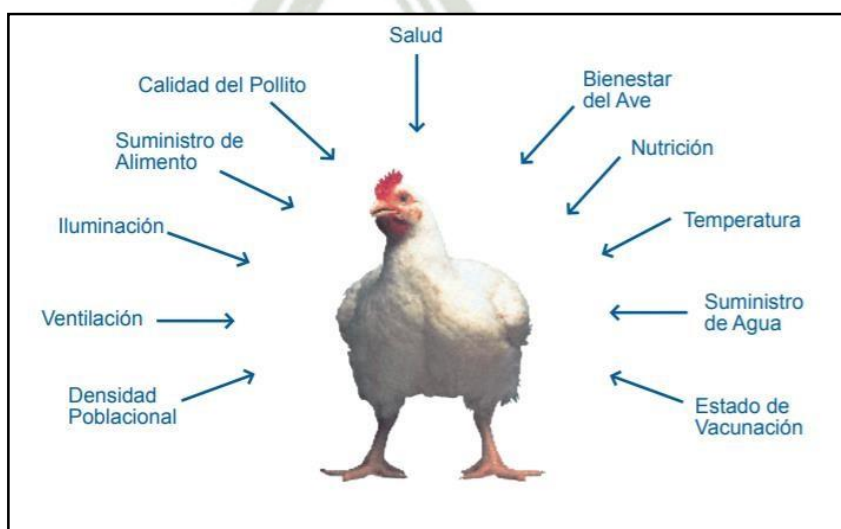 Salud
Calidad del Pollito
Bienestar
del Ave
Suministro de
Alimento
Nutrición
Iluminación
Temperatura
Ventilación
Suministro
de Agua
Densidad
Poblacional
Estado de
Vacunación